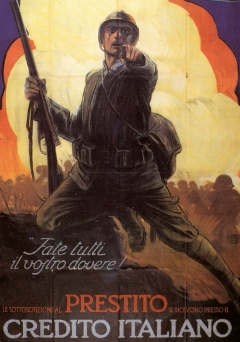 "Fate tutti
il vostro dovere!"
LE SOTTOSCRIZIONI AL PRESTITO SI RICEVONO PRESSO IL
CREDITO ITALIANO